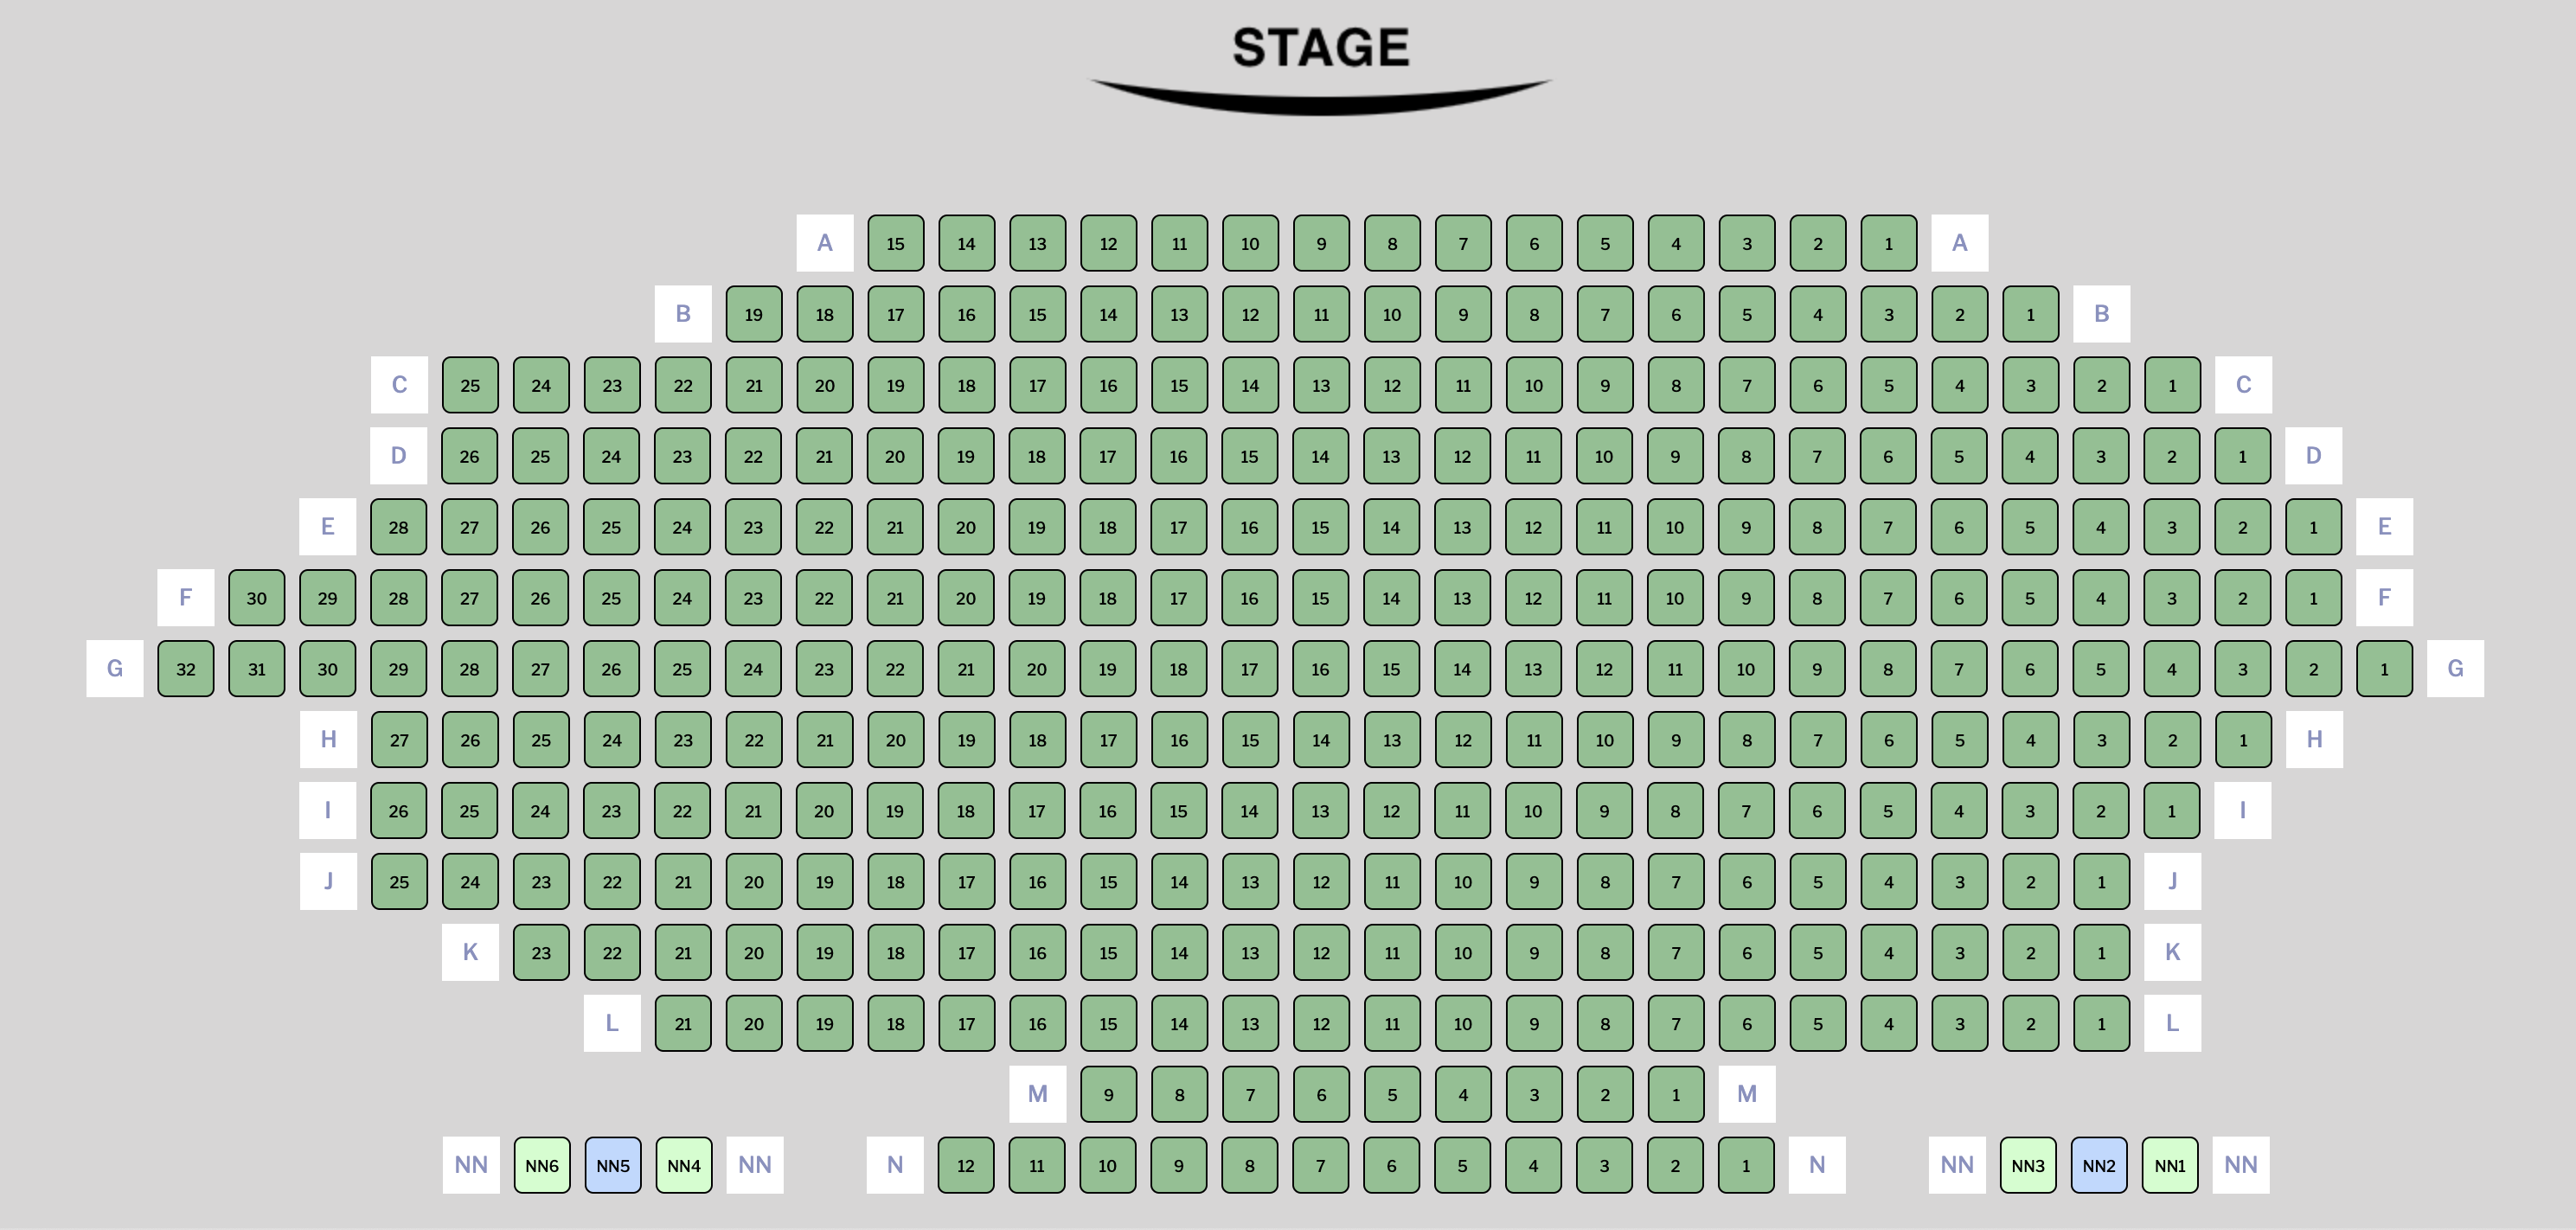 STAGE
A 15 14 13 12 11 10 9 8 7 6 5 4 3 2 1 A
B 19 18 17 16 15 14 13 12 11 10 9 8 7 6 5 4 3 2 1 B
C 25 24 23 22 21 20 19 18 17 16 15 14 13 12 11 10 9 8 7 6 5 4 3 2 1 C
D 26 25 24 23 22 21 20 19 18 17 16 15 14 13 12 11 10 9 8 7 6 5 4 3 2 1 D
E 28 27 26 25 24 23 22 21 20 19 18 17 16 15 14 13 12 11 10 9 8 7 6 5 4 3 2 1 E
F 30 29 28 27 26 25 24 23 22 21 20 19 18 17 16 15 14 13 12 11 10 9 8 7 6 5 4 3 2 1 F
G 32 31 30 29 28 27 26 25 24 23 22 21 20 19 18 17 16 15 14 13 12 11 10 9 8 7 6 5 4 3 2 1 G
H 27 26 25 24 23 22 21 20 19 18 17 16 15 14 13 12 11 10 9 8 7 6 5 4 3 2 1 H
I 26 25 24 23 22 21 20 19 18 17 16 15 14 13 12 11 10 9 8 7 6 5 4 3 2 1 I
J 25 24 23 22 21 20 19 18 17 16 15 14 13 12 11 10 9 8 7 6 5 4 3 2 1 J
K 23 22 21 20 19 18 17 16 15 14 13 12 11 10 9 8 7 6 5 4 3 2 1 K
L 21 20 19 18 17 16 15 14 13 12 11 10 9 8 7 6 5 4 3 2 1 L
M 9 8 7 6 5 4 3 2 1 M
NN NN6 NN5 NN4 NN N 12 11 10 9 8 7 6 5 4 3 2 1 N NN NN3 NN2 NN1 NN